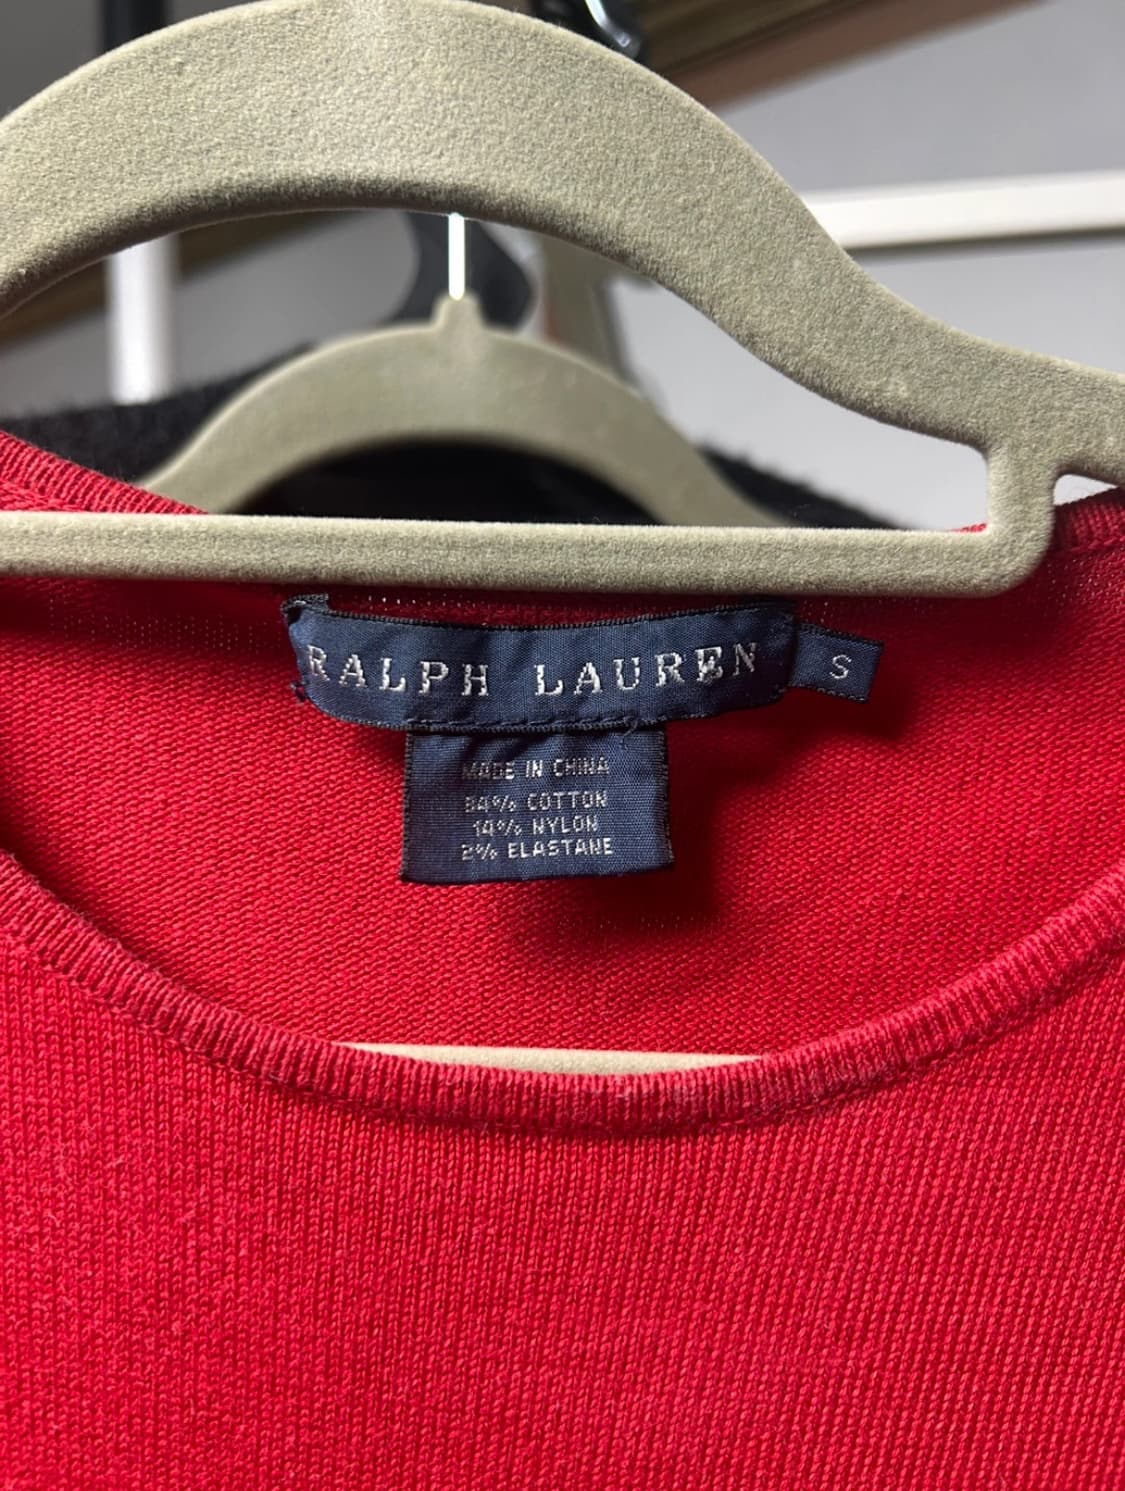 RALPH LAUREN
S
MADE IN CHINA
84% COTTON
14% NYLON
2% ELASTANE